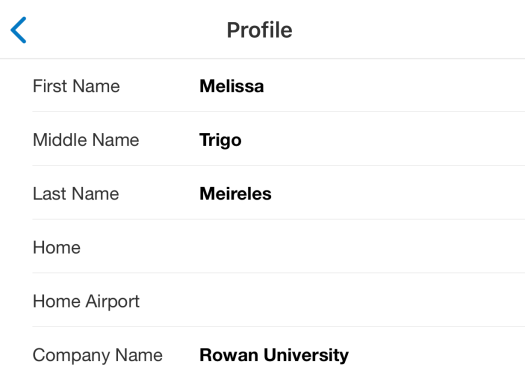 Profile
First Name Melissa
Middle Name Trigo
Last Name Meireles
Home
Home Airport
Company Name Rowan University